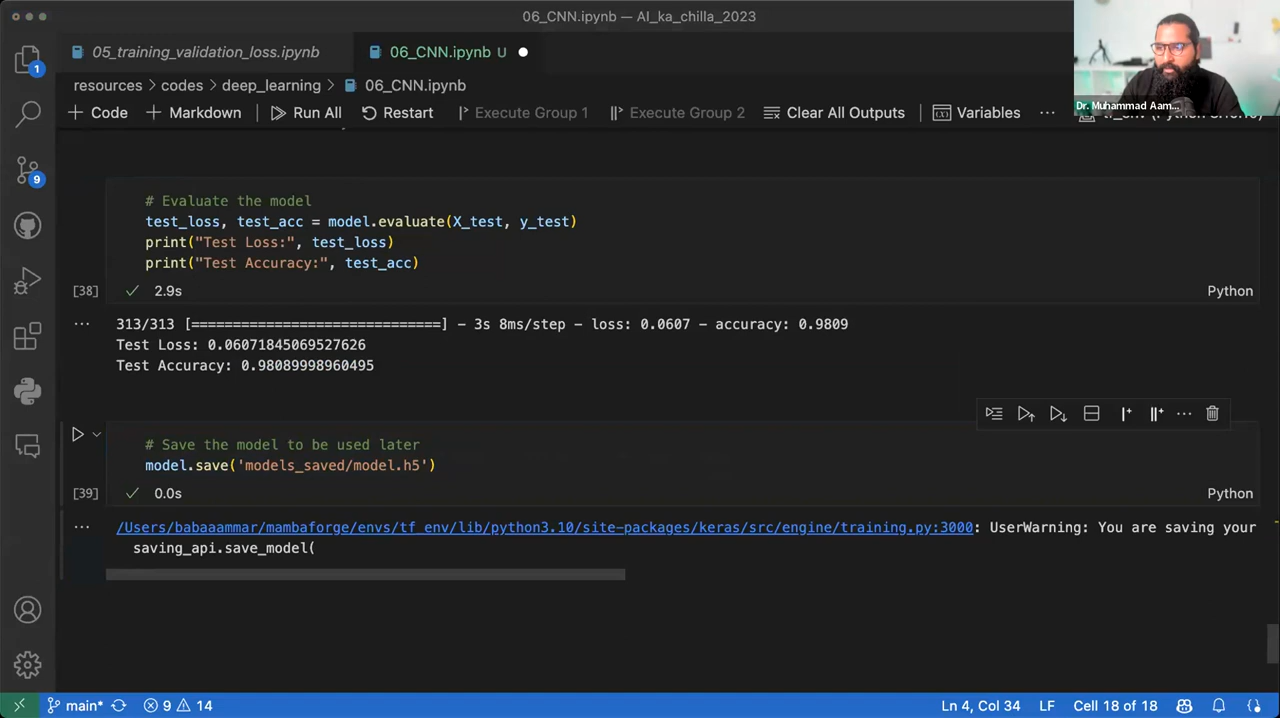 06_CNN.ipynb — AI_ka_chilla_2023
05_training_validation_loss.ipynb
06_CNN.ipynb U
resources > codes > deep_learning > 06_CNN.ipynb
Dr. Muhammad Aam...
+ Code + Markdown Run All Restart Execute Group 1 Execute Group 2 Clear All Outputs Variables ...
# Evaluate the model
test_loss, test_acc = model.evaluate(X_test, y_test)
print("Test Loss:", test_loss)
print("Test Accuracy:", test_acc)
[38] 2.9s Python
... 313/313 [==============================] - 3s 8ms/step - loss: 0.0607 - accuracy: 0.9809
Test Loss: 0.06071845069527626
Test Accuracy: 0.98089998960495
# Save the model to be used later
model.save('models_saved/model.h5')
[39] 0.0s Python
... /Users/babaaammar/mambaforge/envs/tf_env/lib/python3.10/site-packages/keras/src/engine/training.py:3000: UserWarning: You are saving your
saving_api.save_model(
1
9
main* 9 14 Ln 4, Col 34 LF Cell 18 of 18